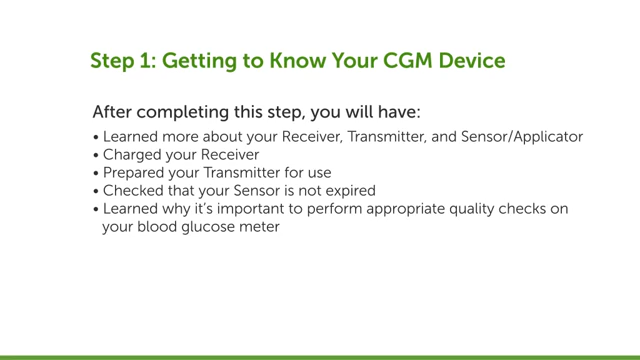 Step 1: Getting to Know Your CGM Device
After completing this step, you will have:
• Learned more about your Receiver, Transmitter, and Sensor/Applicator
• Charged your Receiver
• Prepared your Transmitter for use
• Checked that your Sensor is not expired
• Learned why it’s important to perform appropriate quality checks on
your blood glucose meter